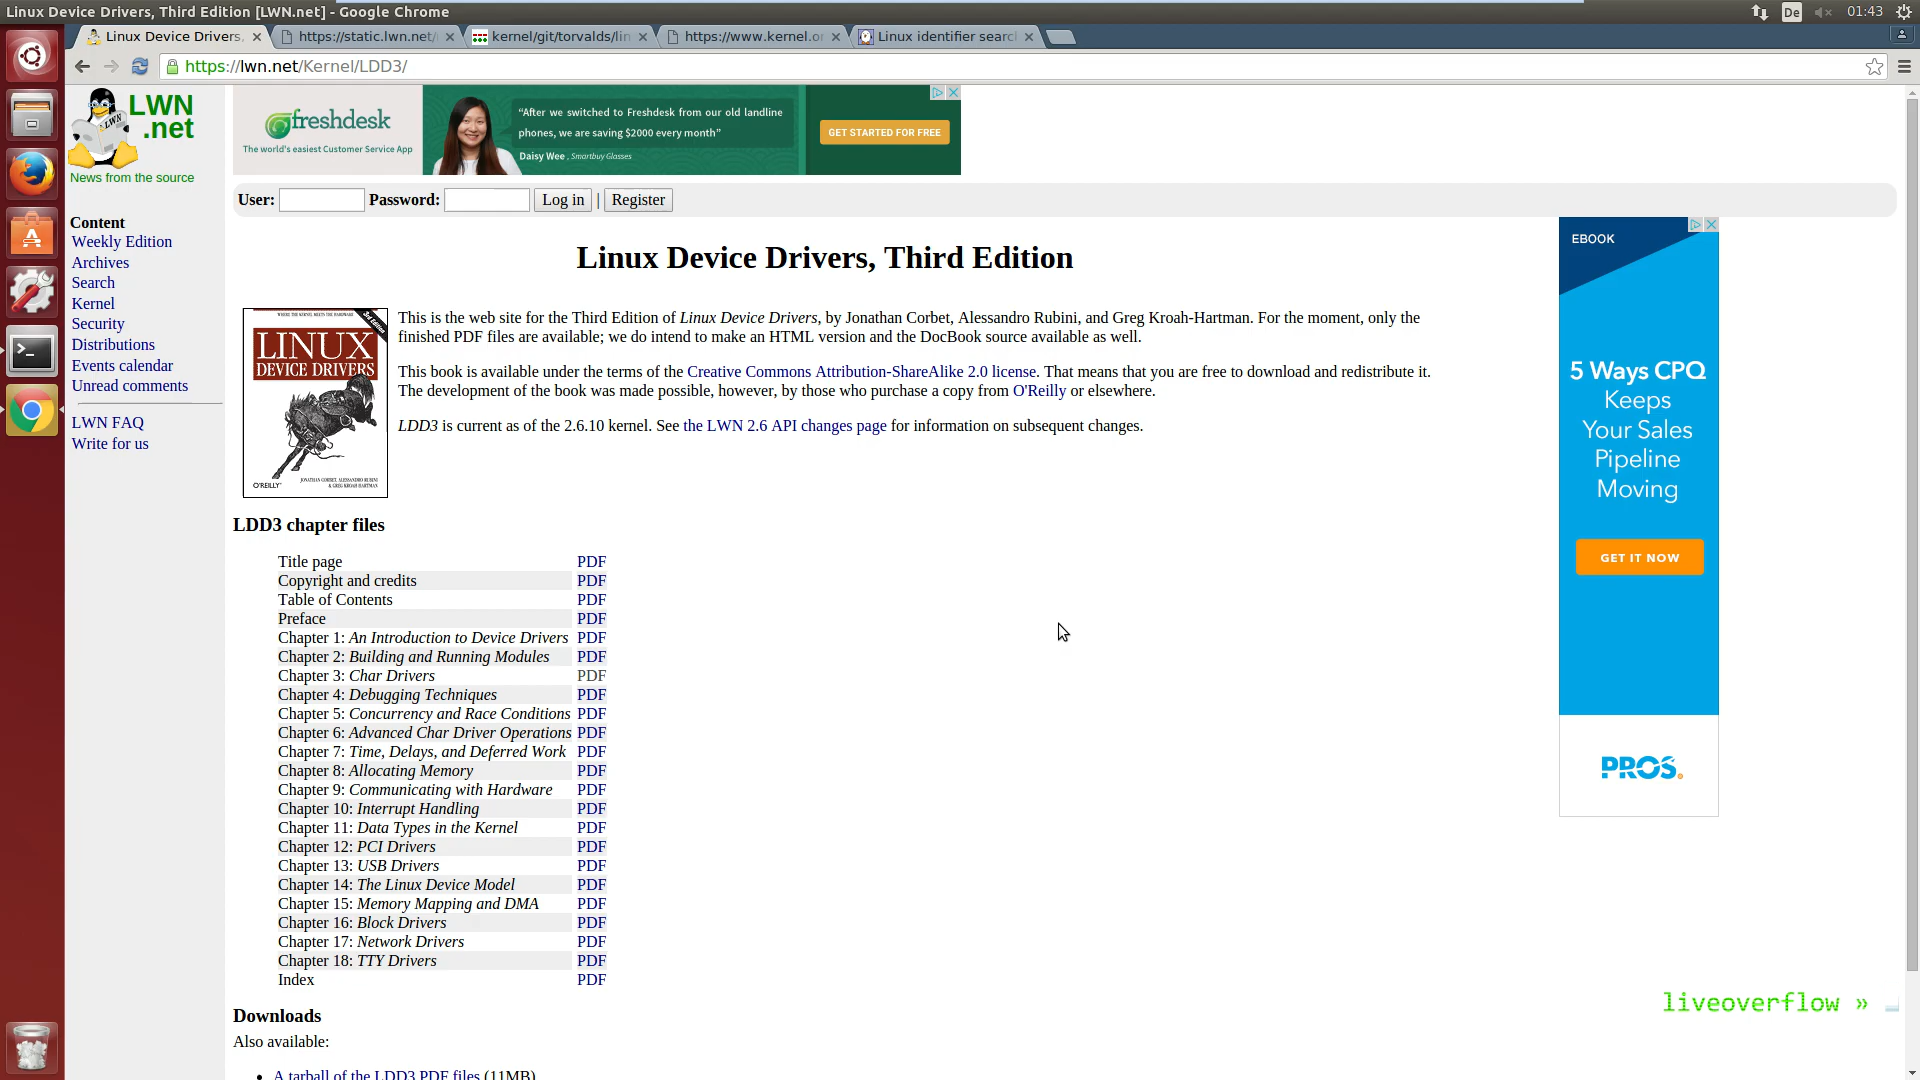 Linux Device Drivers, Third Edition [LWN.net] - Google Chrome
De
01:43
Linux Device Drivers,
https://static.lwn.net/
kernel/git/torvalds/lin
https://www.kernel.or
Linux identifier search
https://lwn.net/Kernel/LDD3/
LWN
.net
LWN
News from the source
Content
Weekly Edition
Archives
Search
Kernel
Security
Distributions
Events calendar
Unread comments
LWN FAQ
Write for us
freshdesk
The world's easiest Customer Service App
“After we switched to Freshdesk from our old landline
phones, we are saving $2000 every month”
Daisy Wee , Smartbuy Glasses
GET STARTED FOR FREE
User: Password: Log in | Register
Linux Device Drivers, Third Edition
WHERE THE KERNEL MEETS THE HARDWARE
3rd Edition
LINUX
DEVICE DRIVERS
O'REILLY
JONATHAN CORBET, ALESSANDRO RUBINI
& GREG KROAH-HARTMAN
This is the web site for the Third Edition of Linux Device Drivers, by Jonathan Corbet, Alessandro Rubini, and Greg Kroah-Hartman. For the moment, only the
finished PDF files are available; we do intend to make an HTML version and the DocBook source available as well.
This book is available under the terms of the Creative Commons Attribution-ShareAlike 2.0 license. That means that you are free to download and redistribute it.
The development of the book was made possible, however, by those who purchase a copy from O'Reilly or elsewhere.
LDD3 is current as of the 2.6.10 kernel. See the LWN 2.6 API changes page for information on subsequent changes.
LDD3 chapter files
Title page PDF
Copyright and credits PDF
Table of Contents PDF
Preface PDF
Chapter 1: An Introduction to Device Drivers PDF
Chapter 2: Building and Running Modules PDF
Chapter 3: Char Drivers PDF
Chapter 4: Debugging Techniques PDF
Chapter 5: Concurrency and Race Conditions PDF
Chapter 6: Advanced Char Driver Operations PDF
Chapter 7: Time, Delays, and Deferred Work PDF
Chapter 8: Allocating Memory PDF
Chapter 9: Communicating with Hardware PDF
Chapter 10: Interrupt Handling PDF
Chapter 11: Data Types in the Kernel PDF
Chapter 12: PCI Drivers PDF
Chapter 13: USB Drivers PDF
Chapter 14: The Linux Device Model PDF
Chapter 15: Memory Mapping and DMA PDF
Chapter 16: Block Drivers PDF
Chapter 17: Network Drivers PDF
Chapter 18: TTY Drivers PDF
Index PDF
Downloads
Also available:
• A tarball of the LDD3 PDF files (11MB)
EBOOK
5 Ways CPQ
Keeps
Your Sales
Pipeline
Moving
GET IT NOW
PROS
liveoverflow »